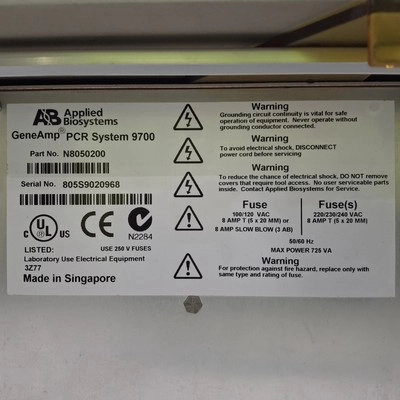 AB Applied
Biosystems
GeneAmp® PCR System 9700
Part No. N8050200
Serial No. 805S9020968
C UL US
LISTED:
Laboratory Use Electrical Equipment
3Z77
N2284
USE 250 V FUSES
Made in Singapore
Warning
Grounding circuit continuity is vital for safe
operation of equipment. Never operate with
grounding conductor connected.
Warning
To avoid electrical shock, DISCONNECT
power cord before servicing
Warning
To reduce the chance of electrical shock, DO NOT remove
covers that require tool access. No user serviceable parts
inside. Contact Applied Biosystems for Service.
Fuse
100/120 VAC
8 AMP T (5 x 20 MM) or
8 AMP SLOW BLOW (3 AB)
Fuse(s)
220/230/240 VAC
8 AMP T (5 x 20 MM)
50/60 Hz
MAX POWER 725 VA
Warning
For protection against fire hazard, replace only with
same type and rating of fuse.